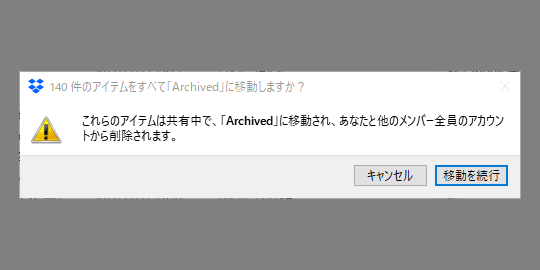 140 件のアイテムをすべて「Archived」に移動しますか？
これらのアイテムは共有中で、「Archived」に移動され、あなたと他のメンバー全員のアカウン
トから削除されます。
キャンセル
移動を続行